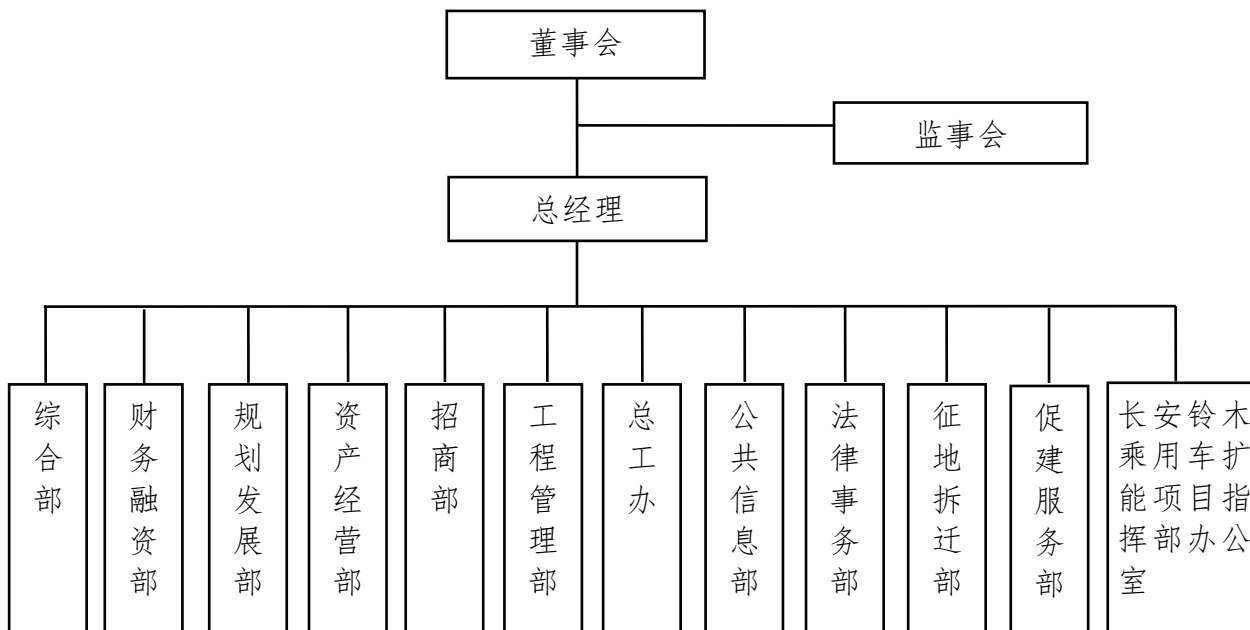 董事会
监事会
总经理
综合部
财务融资部
规划发展部
资产经营部
招商部
工程管理部
总工办
公共信息部
法律事务部
征地拆迁部
促建服务部
长安铃木
乘用车扩
能项目指
挥部办公
室